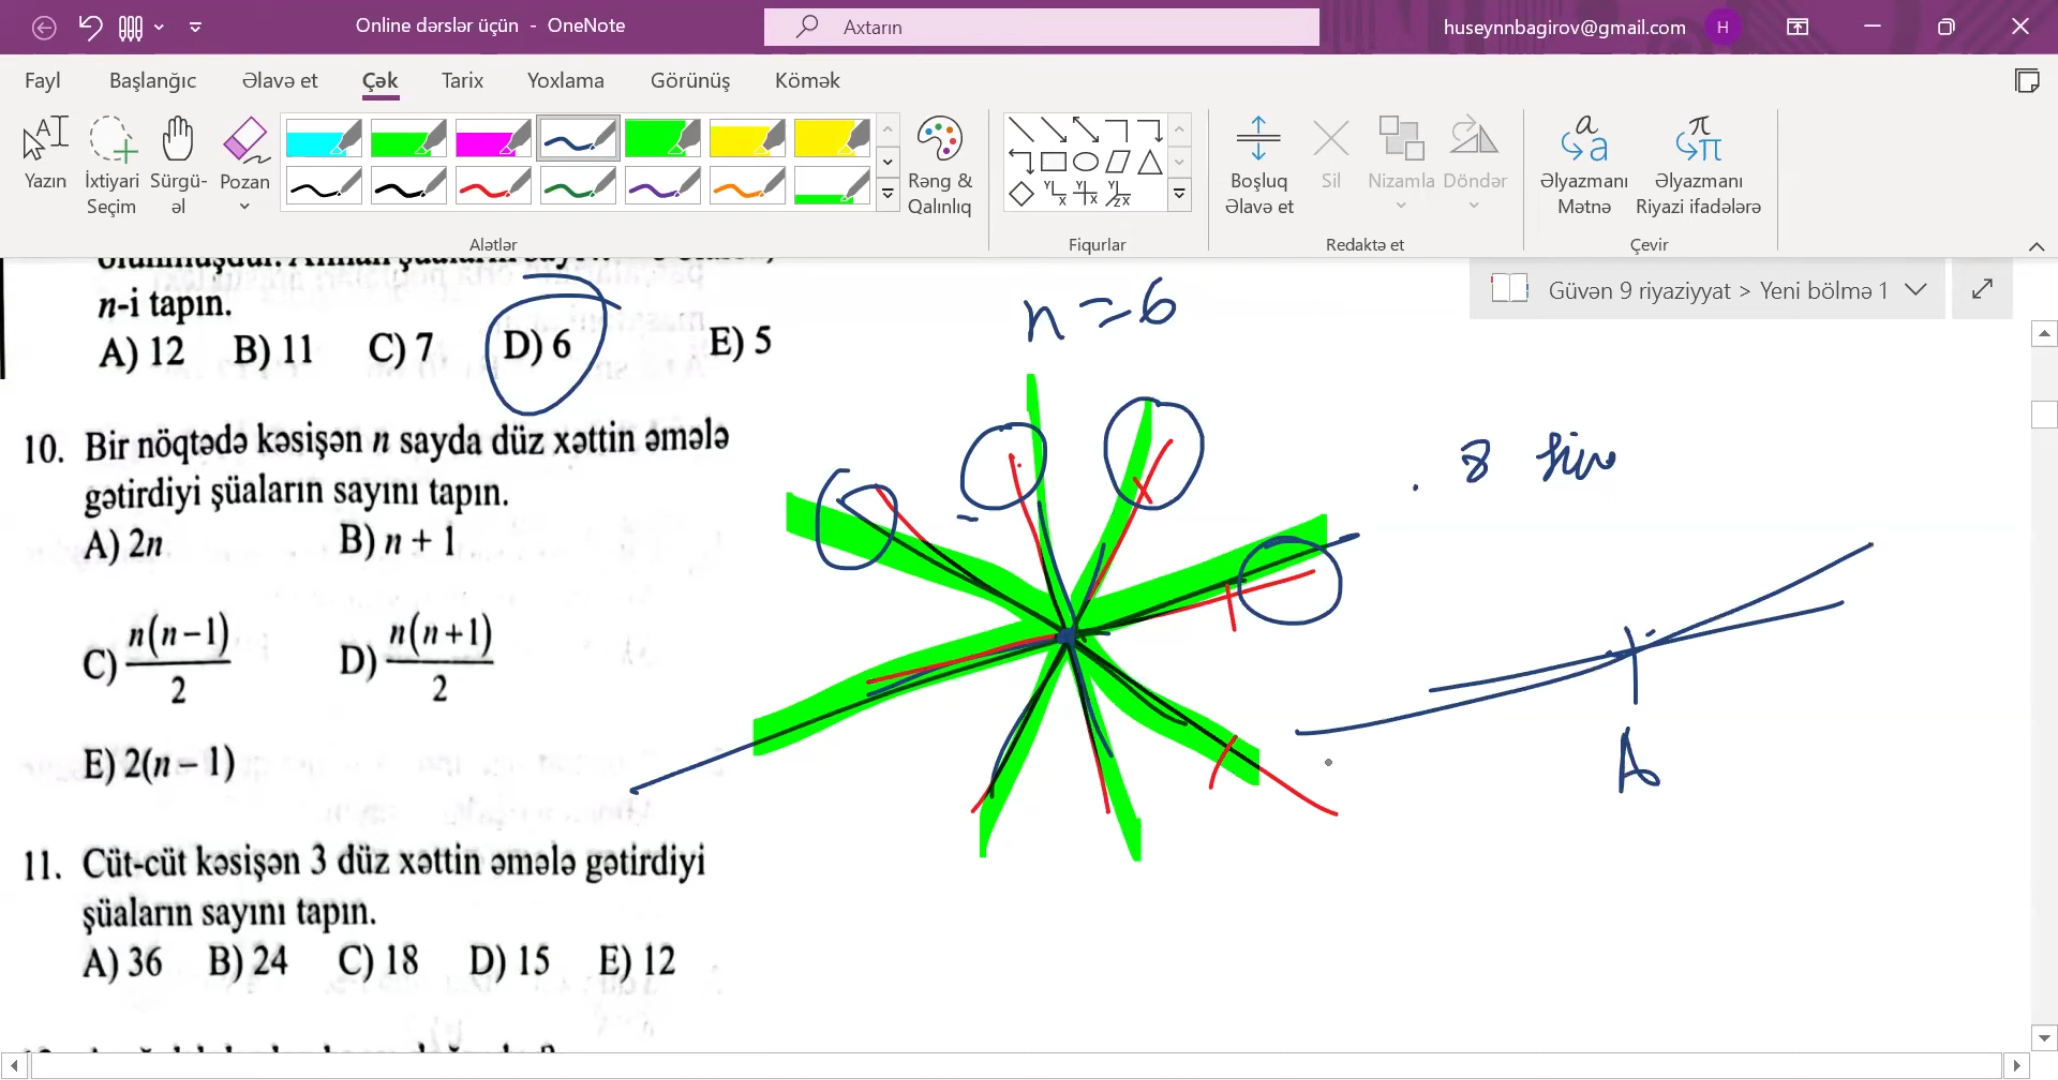 Online dərslər üçün - OneNote
Axtarın
huseynnbagirov@gmail.com
H
Fayl Başlanğıc Əlavə et Çək Tarix Yoxlama Görünüş Kömək
Yazın
İxtiyari Seçim
Sürgü-əl
Pozan
Rəng & Qalınlıq
Boşluq Əlavə et
Sil
Nizamla
Döndər
Əlyazmanı Mətnə
Əlyazmanı Riyazi ifadələrə
Alətlər
Fiqurlar
Redaktə et
Çevir
Güvən 9 riyaziyyat > Yeni bölmə 1
n-i tapın.
A) 12 B) 11 C) 7 D) 6 E) 5
n = 6
10. Bir nöqtədə kəsişən n sayda düz xəttin əmələ
gətirdiyi şüaların sayını tapın.
A) 2n B) n + 1
C) n(n−1)/2 D) n(n+1)/2
E) 2(n − 1)
8
A
11. Cüt-cüt kəsişən 3 düz xəttin əmələ gətirdiyi
şüaların sayını tapın.
A) 36 B) 24 C) 18 D) 15 E) 12